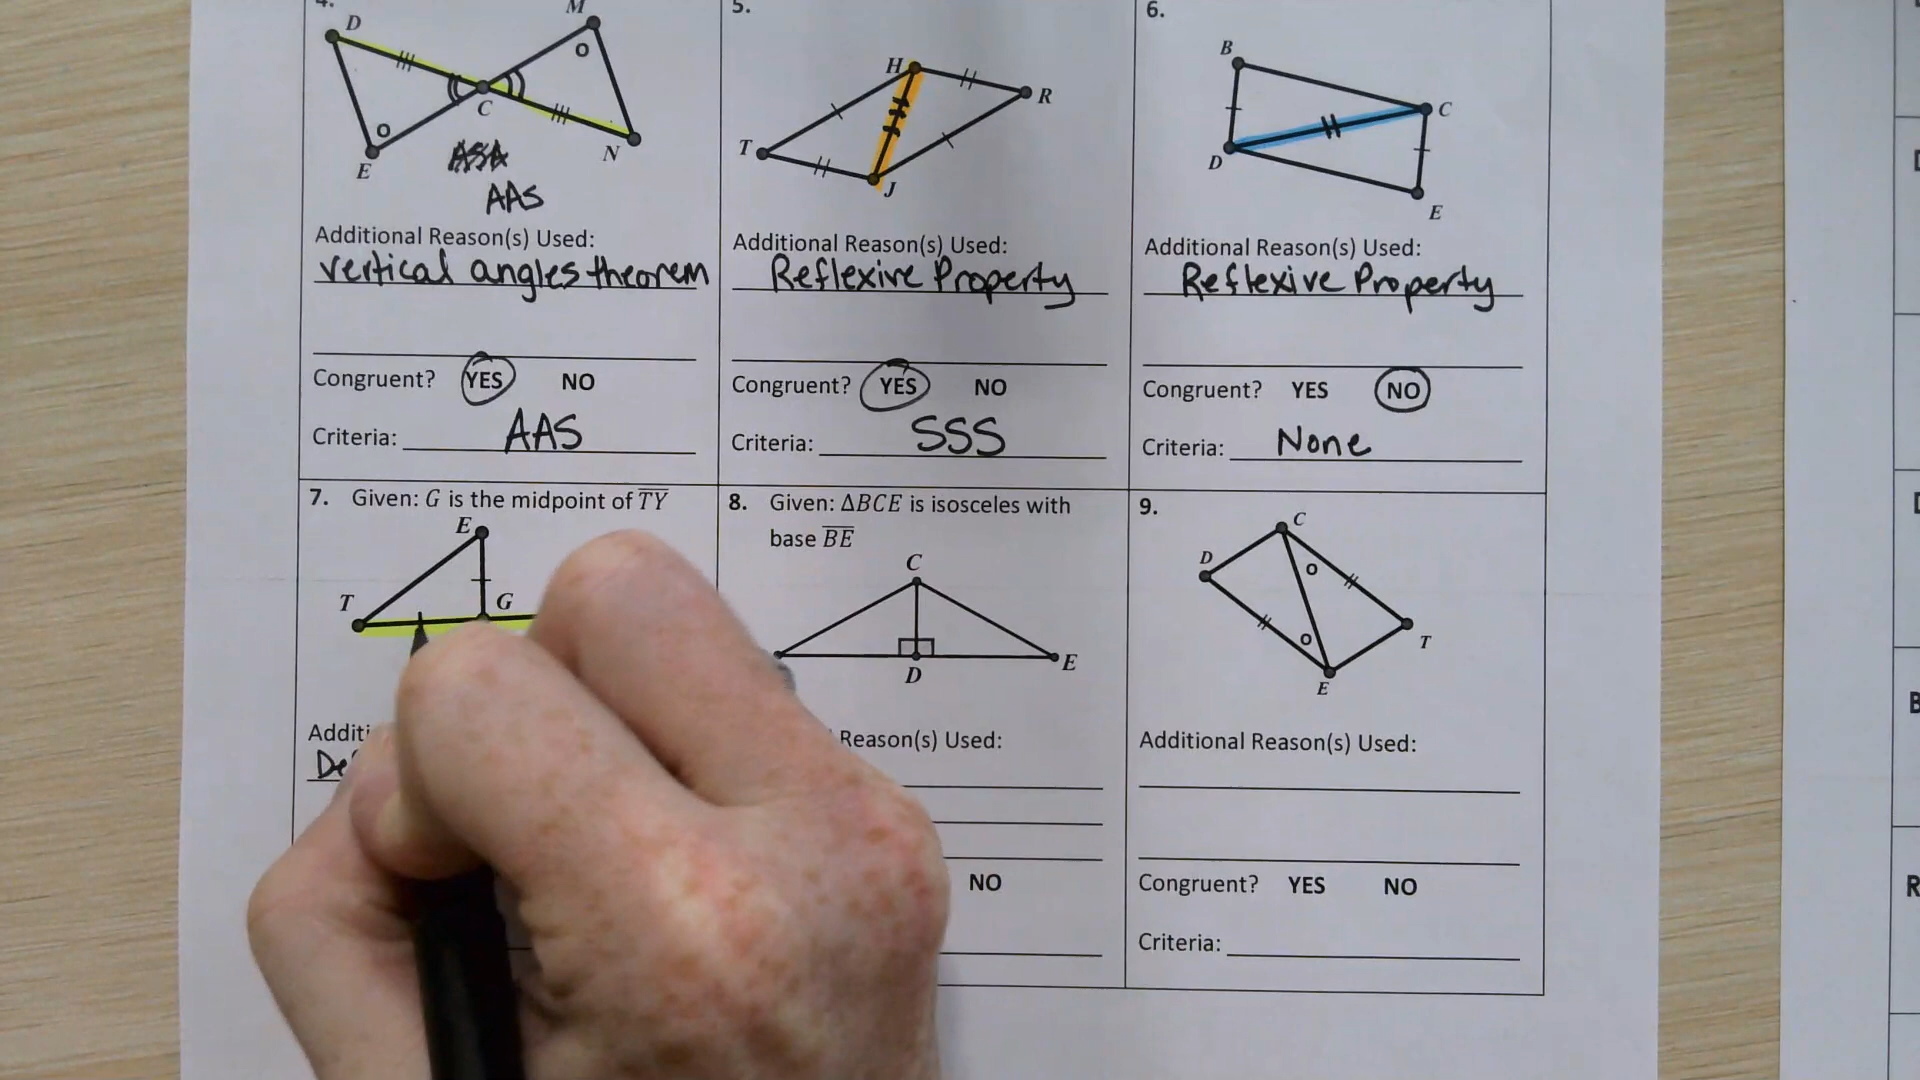 4.
D
M
o
C
o
E
N
ASA
AAS
Additional Reason(s) Used:
vertical angles theorem
Congruent? YES NO
Criteria: AAS
5.
H
R
T
J
Additional Reason(s) Used:
Reflexive Property
Congruent? YES NO
Criteria: SSS
6.
B
C
D
E
Additional Reason(s) Used:
Reflexive Property
Congruent? YES NO
Criteria: None
7. Given: G is the midpoint of TY
E
T
G
8. Given: ΔBCE is isosceles with
base BE
C
E
D
Reason(s) Used:
NO
9.
C
D
o
o
T
E
Additional Reason(s) Used:
Congruent? YES NO
Criteria: